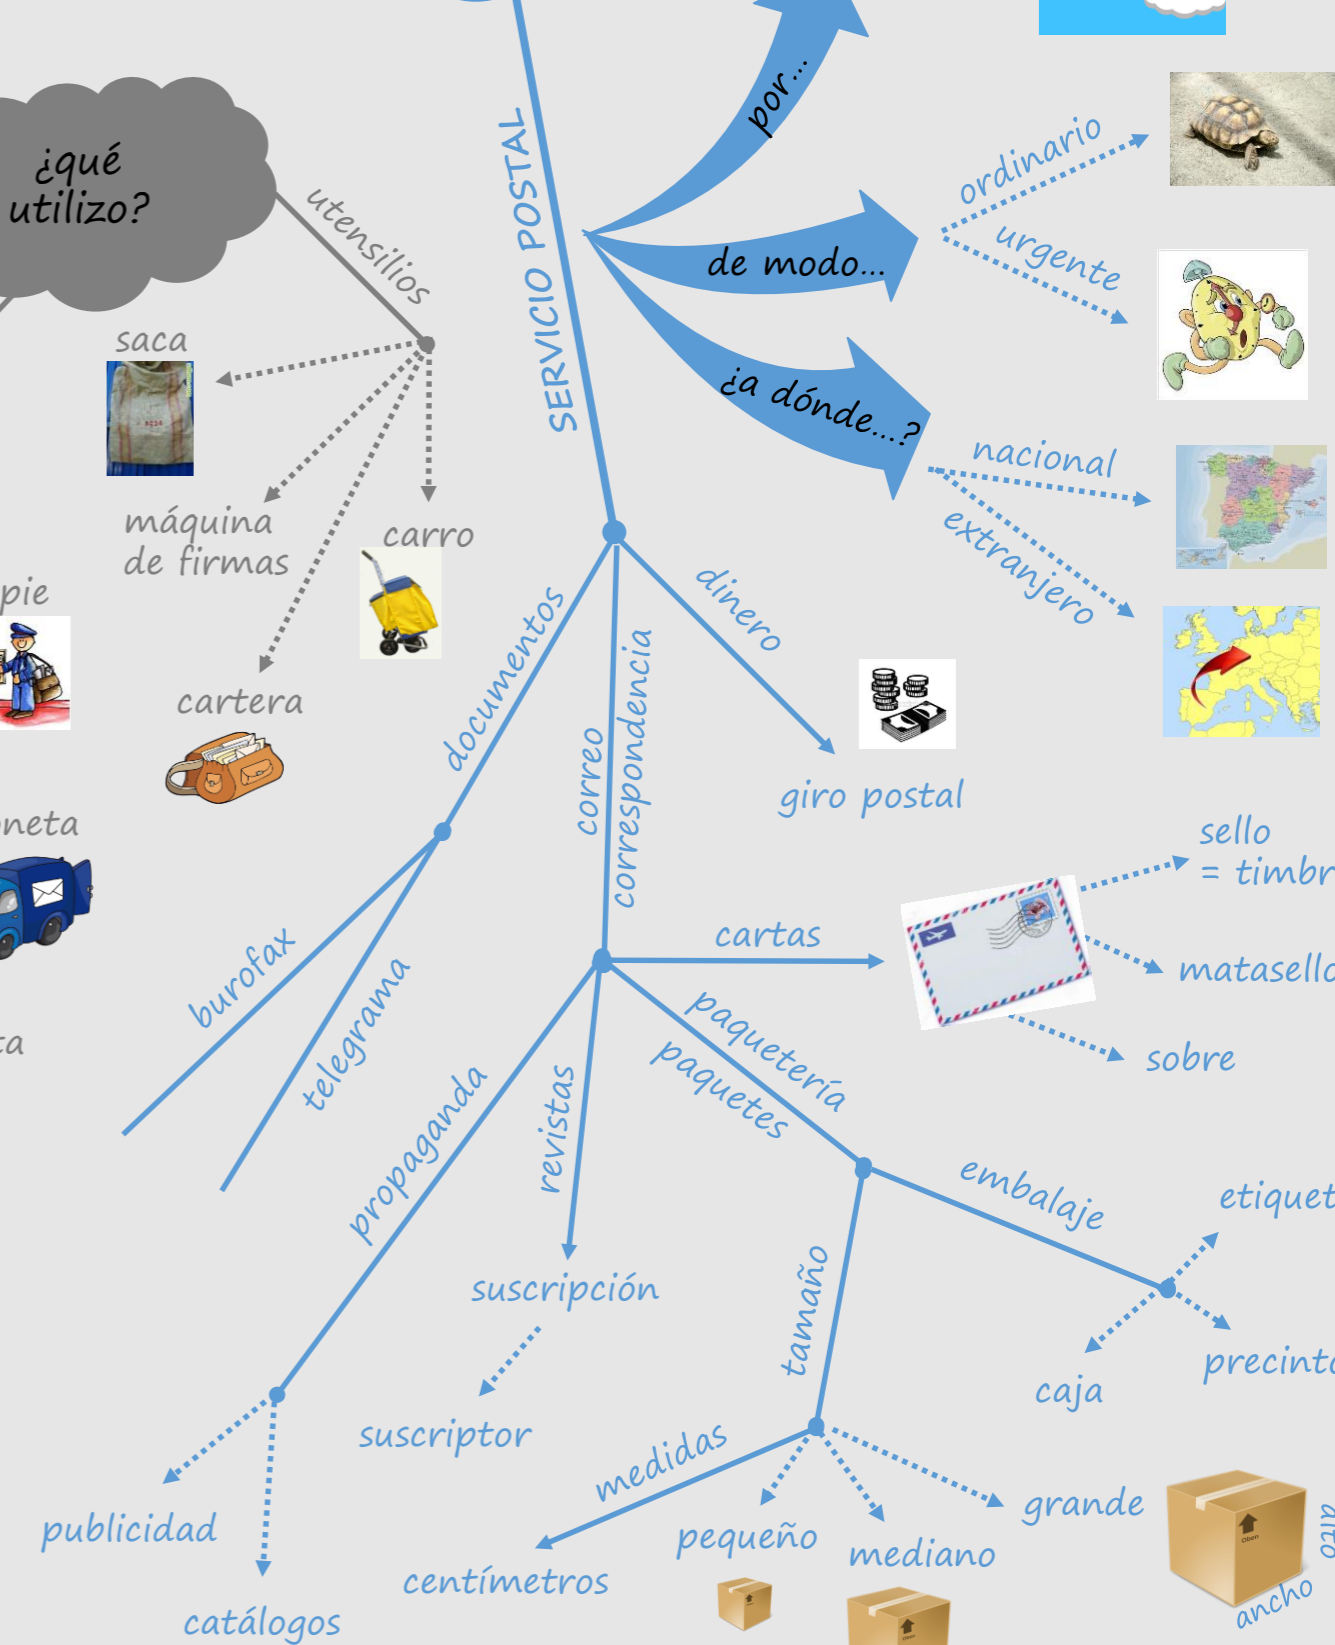 por...
¿qué
utilizo?
utensilios
SERVICIO POSTAL
ordinario
urgente
de modo...
saca
¿a dónde...?
nacional
extranjero
máquina
de firmas
carro
pie
cartera
documentos
correo
correspondencia
dinero
giro postal
neta
sello
= timbr
cartas
matasello
sobre
burofax
telegrama
ta
propaganda
revistas
paquetería
paquetes
embalaje
etiquet
tamaño
caja
precinto
suscripción
suscriptor
medidas
publicidad
centímetros
catálogos
pequeño
mediano
grande
alto
ancho